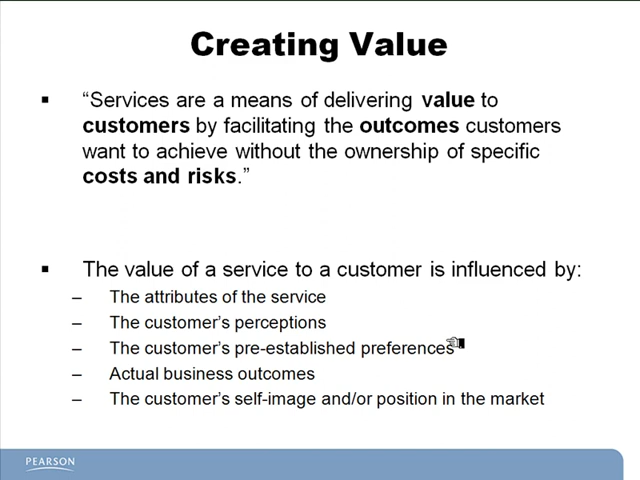 Creating Value
▪ “Services are a means of delivering value to
customers by facilitating the outcomes customers
want to achieve without the ownership of specific
costs and risks.”
▪ The value of a service to a customer is influenced by:
– The attributes of the service
– The customer’s perceptions
– The customer’s pre-established preferences
– Actual business outcomes
– The customer’s self-image and/or position in the market
PEARSON